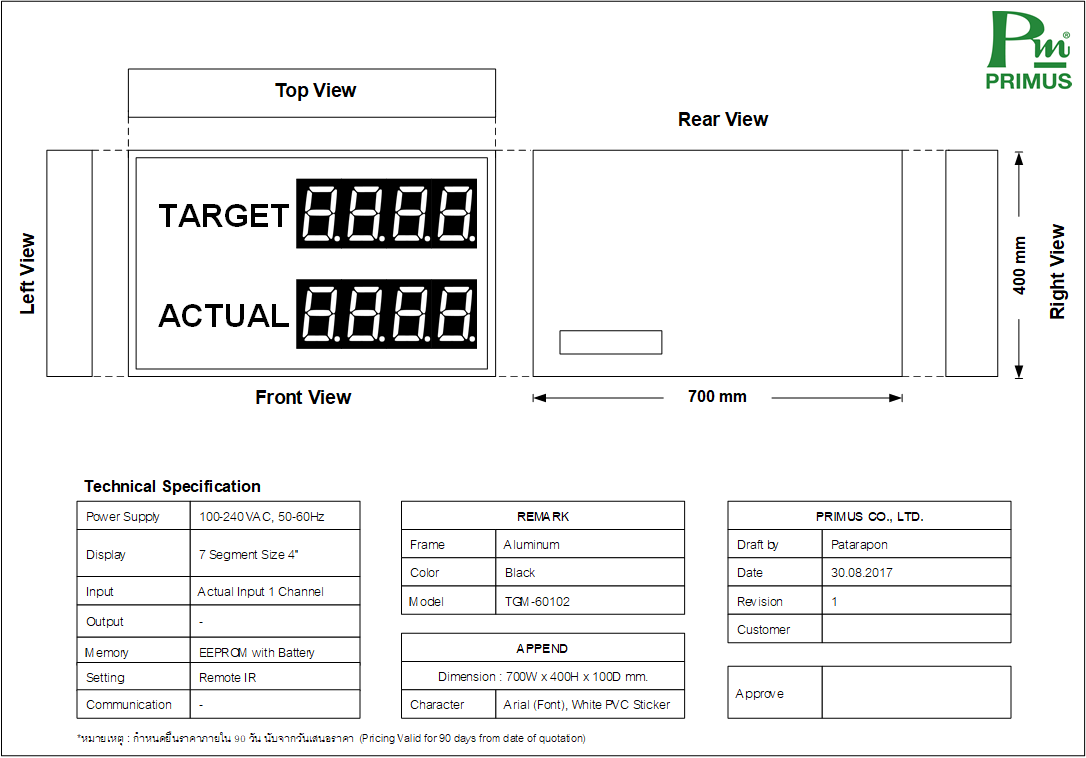 Pm®
PRIMUS
Top View
Rear View
Left View
TARGET 8.8.8.8.
ACTUAL 8.8.8.8.
400 mm
Right View
Front View
700 mm
Technical Specification
Power Supply 100-240VAC, 50-60Hz
Display 7 Segment Size 4"
Input Actual Input 1 Channel
Output -
Memory EEPROM with Battery
Setting Remote IR
Communication -
REMARK
Frame Aluminum
Color Black
Model TGM-60102
APPEND
Dimension : 700W x 400H x 100D mm.
Character Arial (Font), White PVC Sticker
PRIMUS CO., LTD.
Draft by Patarapon
Date 30.08.2017
Revision 1
Customer
Approve
*หมายเหตุ : กำหนดยืนราคาภายใน 90 วัน นับจากวันเสนอราคา (Pricing Valid for 90 days from date of quotation)